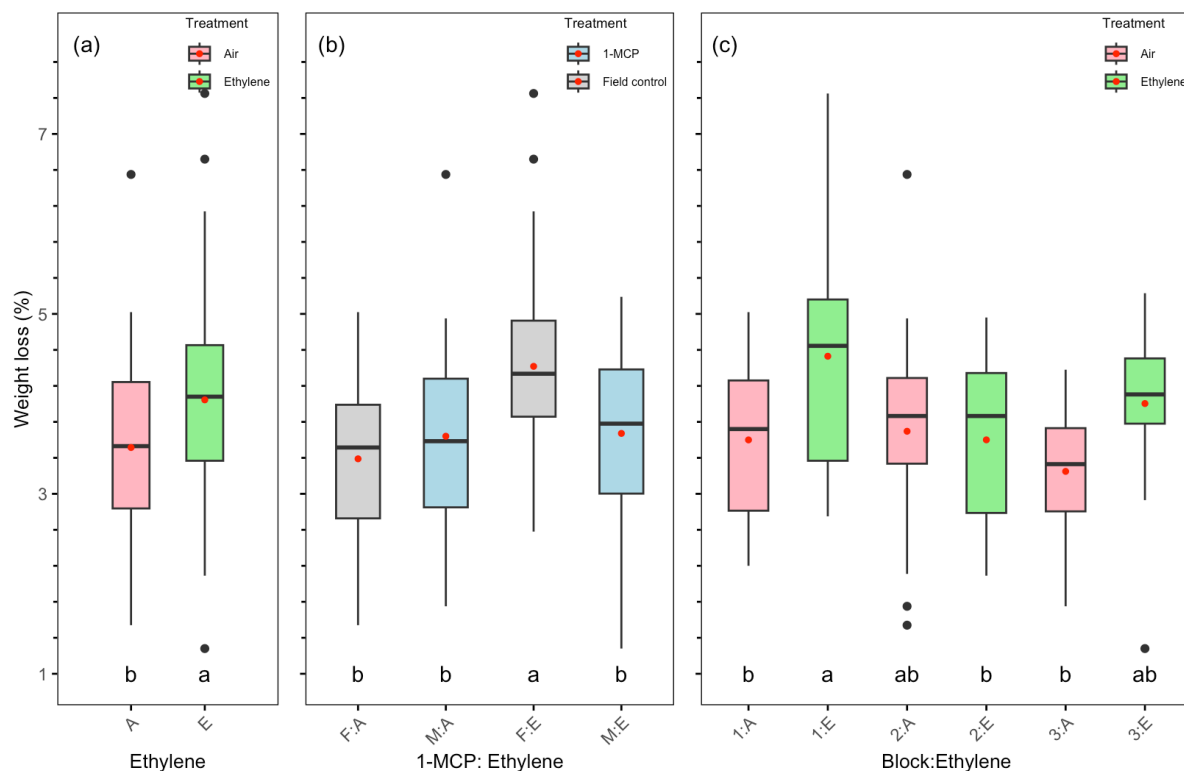 (a)
Treatment
Air
Ethylene
(b)
Treatment
1-MCP
Field control
(c)
Treatment
Air
Ethylene
Weight loss (%)
7
5
3
1
b a
b b a b
b a ab b b ab
A E
F:A M:A F:E M:E
1:A 1:E 2:A 2:E 3:A 3:E
Ethylene
1-MCP: Ethylene
Block:Ethylene